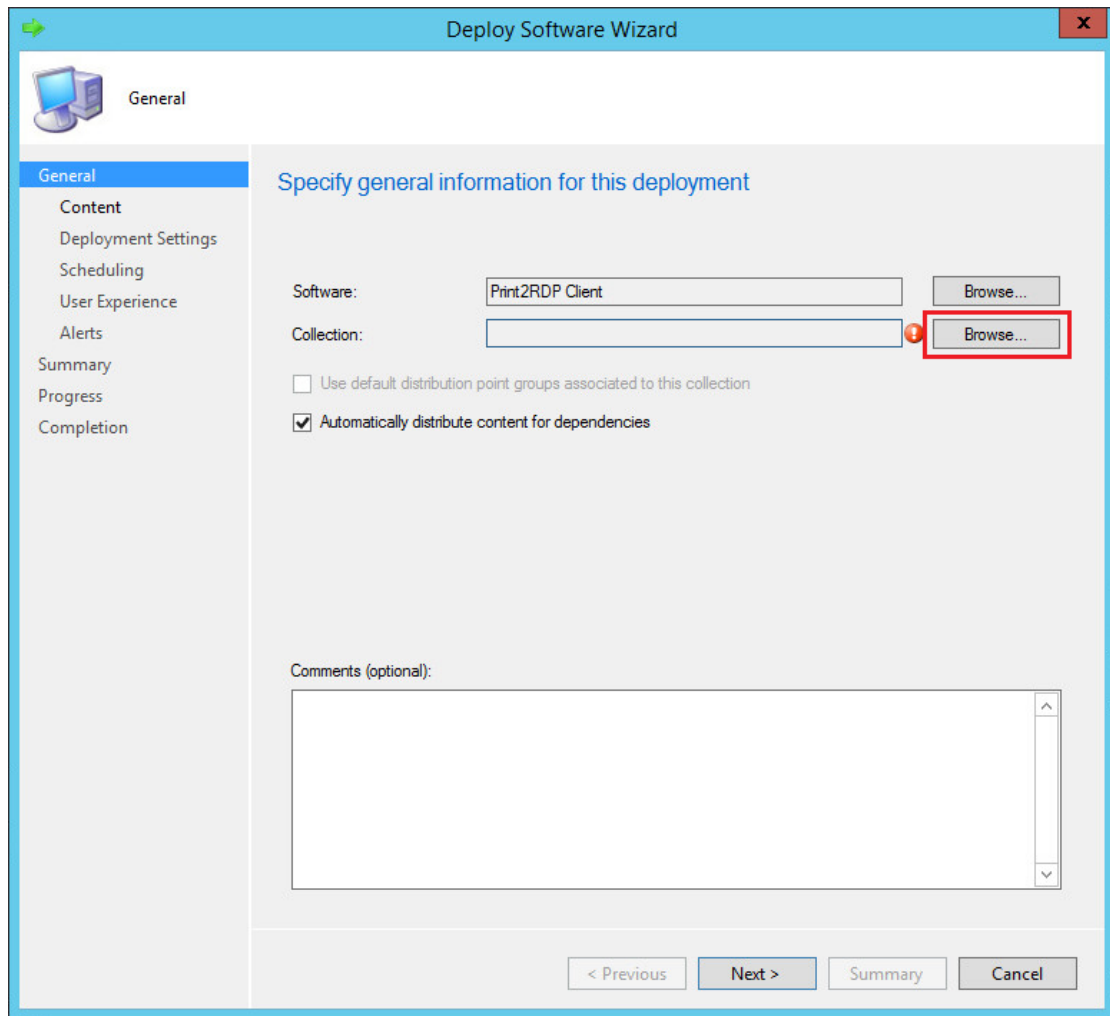 Deploy Software Wizard
x
General
General
Content
Deployment Settings
Scheduling
User Experience
Alerts
Summary
Progress
Completion
Specify general information for this deployment
Software: Print2RDP Client Browse...
Collection: Browse...
Use default distribution point groups associated to this collection
Automatically distribute content for dependencies
Comments (optional):
< Previous Next > Summary Cancel